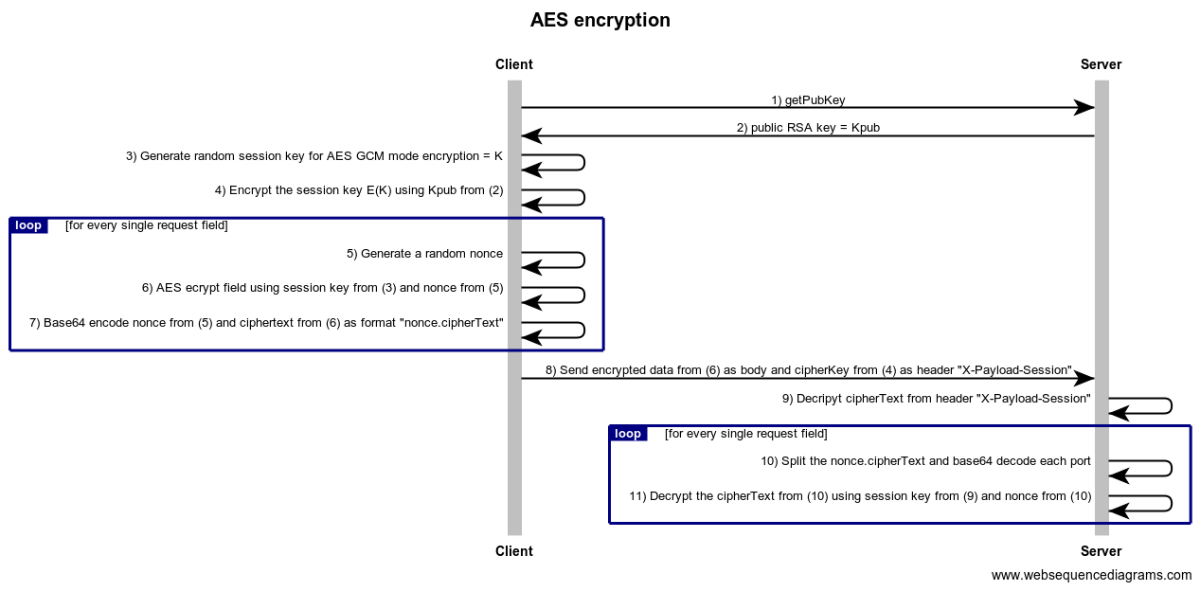 AES encryption
Client
Server
1) getPubKey
2) public RSA key = Kpub
3) Generate random session key for AES GCM mode encryption = K
4) Encrypt the session key E(K) using Kpub from (2)
loop [for every single request field]
5) Generate a random nonce
6) AES ecrypt field using session key from (3) and nonce from (5)
7) Base64 encode nonce from (5) and ciphertext from (6) as format "nonce.cipherText"
8) Send encrypted data from (6) as body and cipherKey from (4) as header "X-Payload-Session"
9) Decripyt cipherText from header "X-Payload-Session"
loop [for every single request field]
10) Split the nonce.cipherText and base64 decode each port
11) Decrypt the cipherText from (10) using session key from (9) and nonce from (10)
Client
Server
www.websequencediagrams.com